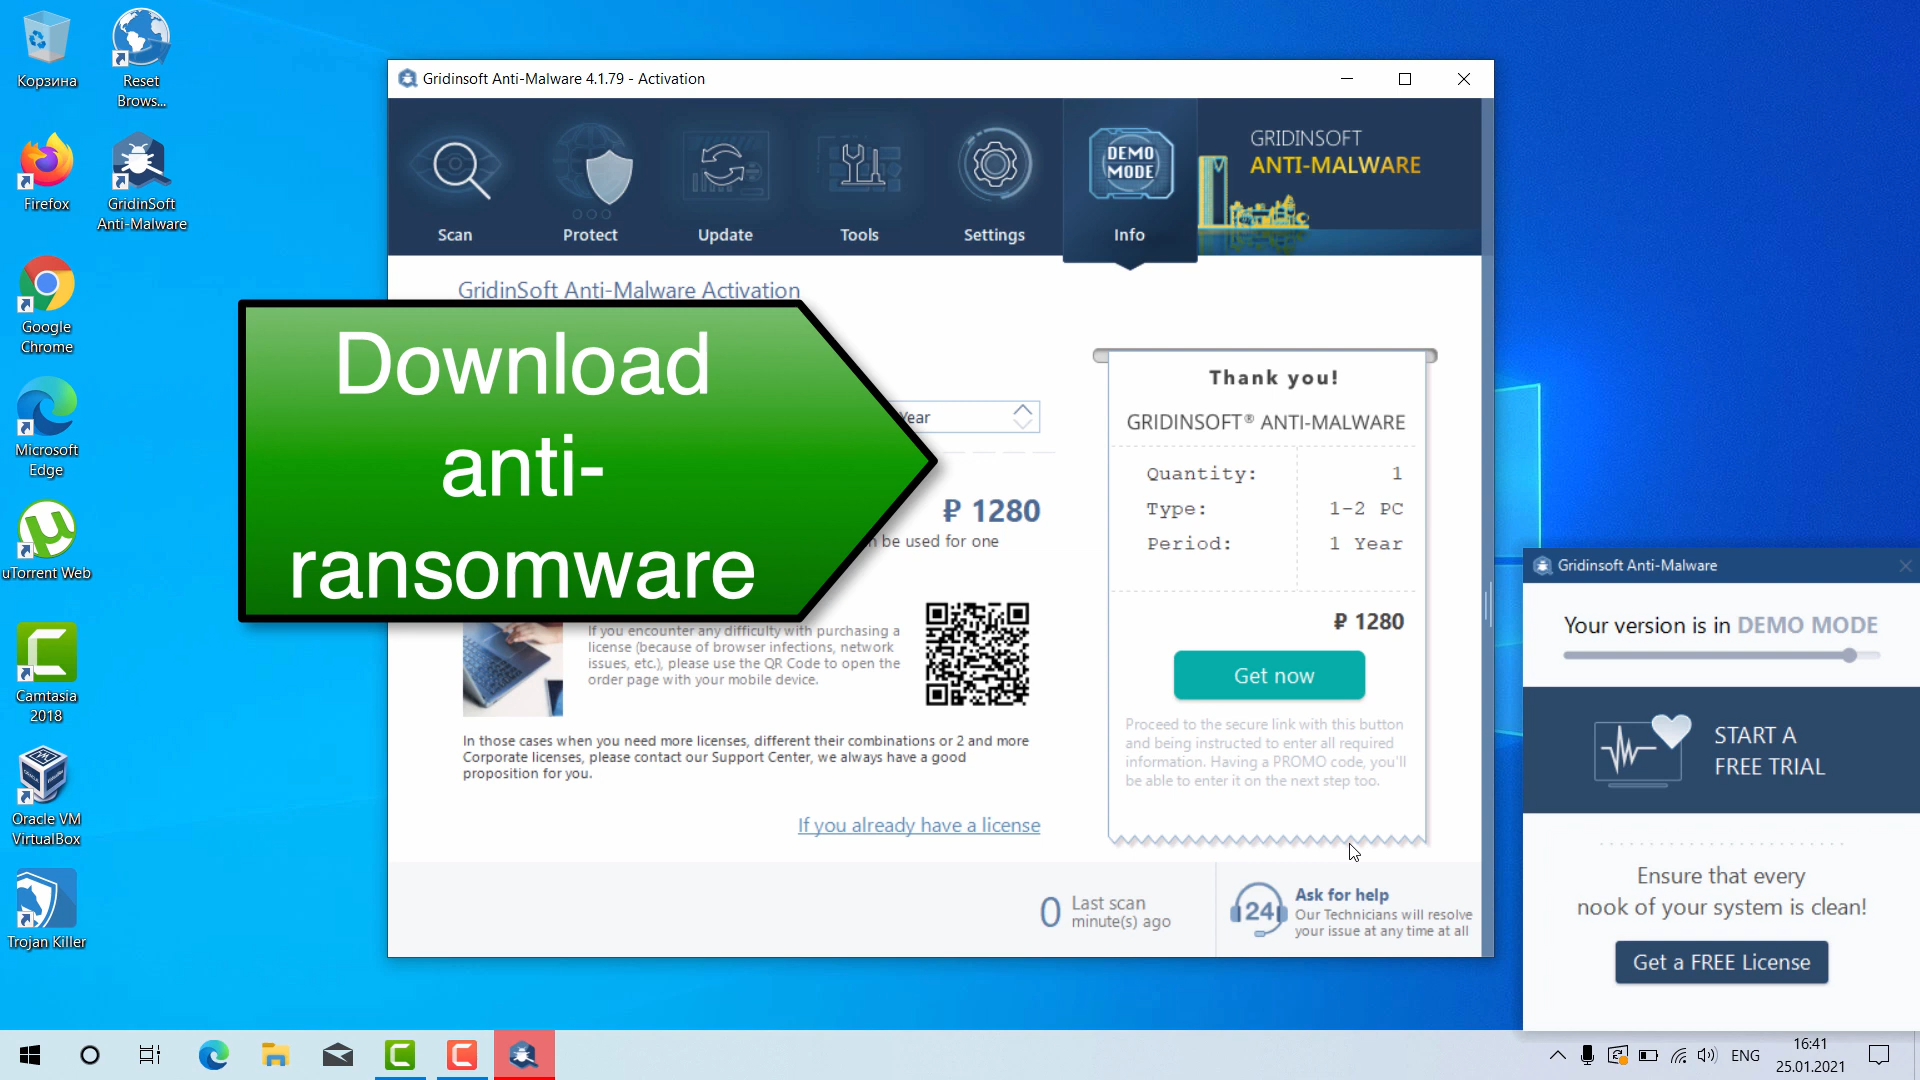 Корзина
Reset
Brows...
Firefox
GridinSoft
Anti-Malware
Google
Chrome
Microsoft
Edge
uTorrent Web
Camtasia
2018
Oracle VM
VirtualBox
Trojan Killer
Gridinsoft Anti-Malware 4.1.79 - Activation
Scan
Protect
Update
Tools
Settings
DEMO
MODE
Info
GRIDINSOFT
ANTI-MALWARE
GridinSoft Anti-Malware Activation
Download
anti-
ransomware
Year
₽ 1280
be used for one
If you encounter any difficulty with purchasing a
license (because of browser infections, network
issues, etc.), please use the QR Code to open the
order page with your mobile device.
In those cases when you need more licenses, different their combinations or 2 and more
Corporate licenses, please contact our Support Center, we always have a good
proposition for you.
If you already have a license
Thank you!
GRIDINSOFT® ANTI-MALWARE
Quantity: 1
Type: 1-2 PC
Period: 1 Year
₽ 1280
Get now
Proceed to the secure link with this button
and being instructed to enter all required
information. Having a PROMO code, you'll
be able to enter it on the next step too.
0 Last scan
minute(s) ago
24
Ask for help
Our Technicians will resolve
your issue at any time at all
Gridinsoft Anti-Malware
Your version is in DEMO MODE
START A
FREE TRIAL
Ensure that every
nook of your system is clean!
Get a FREE License
ENG
16:41
25.01.2021